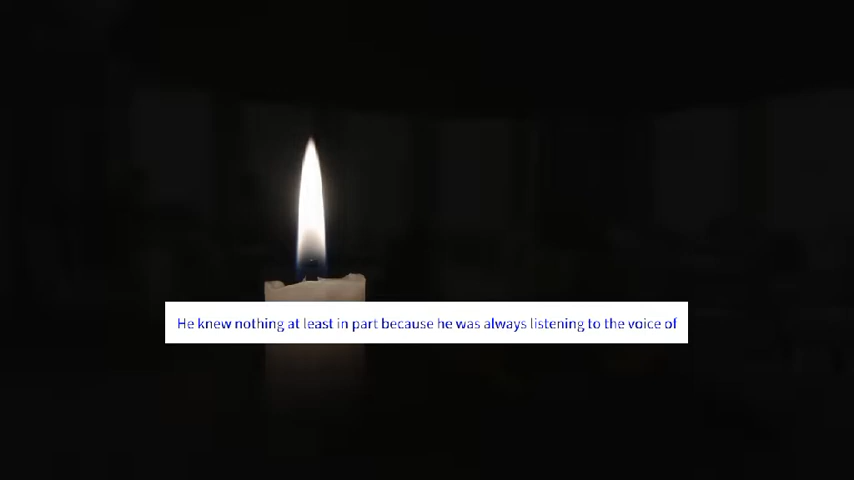 He knew nothing at least in part because he was always listening to the voice of